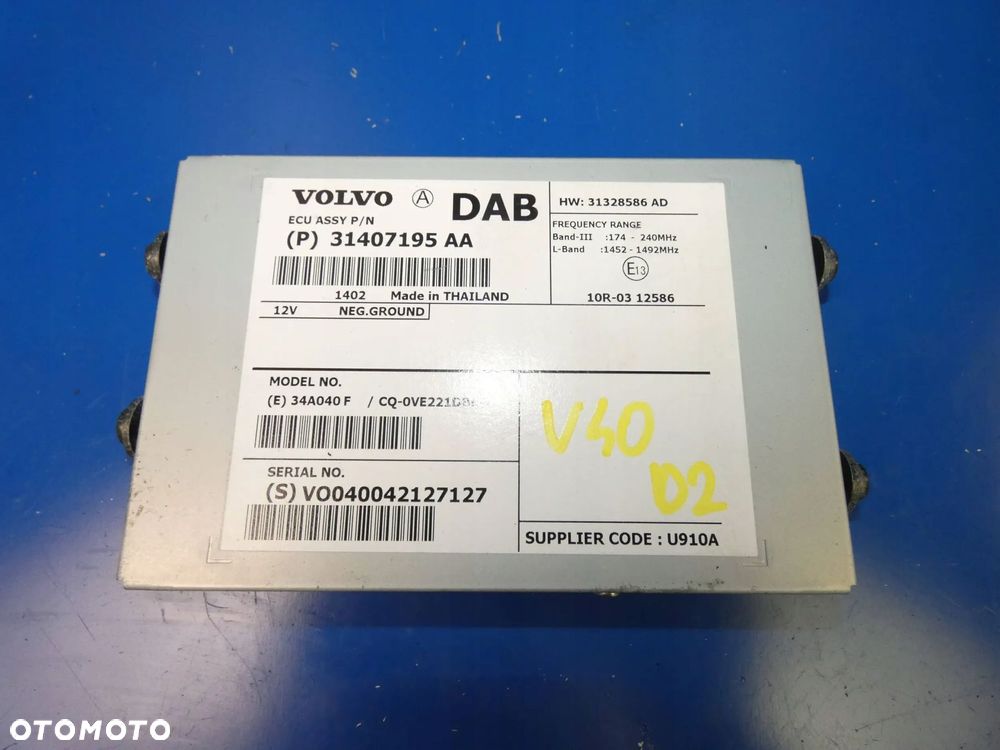 VOLVO A DAB
ECU ASSY P/N
(P) 31407195 AA
1402 Made in THAILAND
12V NEG.GROUND
HW: 31328586 AD
FREQUENCY RANGE
Band-III :174 - 240MHz
L-Band :1452 - 1492MHz
E13
10R-03 12586
MODEL NO.
(E) 34A040 F / CQ-0VE221
SERIAL NO.
(S) VO040042127127
V40
D2
SUPPLIER CODE : U910A
OTOMOTO